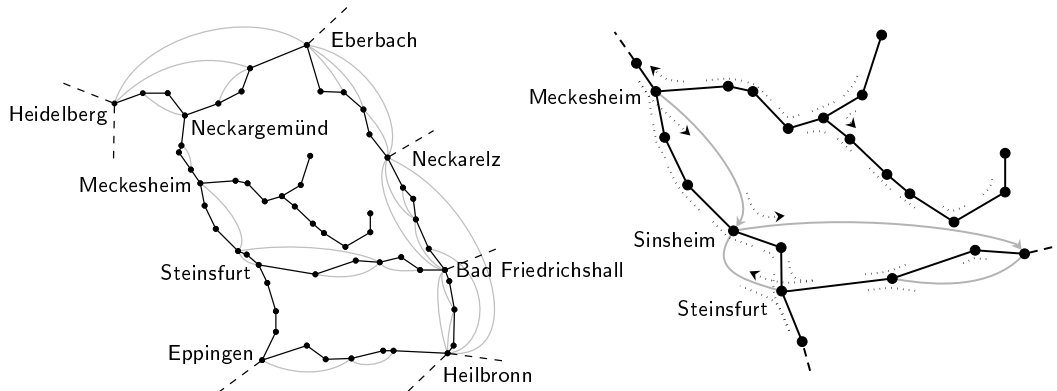 Eberbach
Heidelberg
Neckargemünd
Neckarelz
Meckesheim
Steinsfurt
Bad Friedrichshall
Eppingen
Heilbronn
Meckesheim
Sinsheim
Steinsfurt